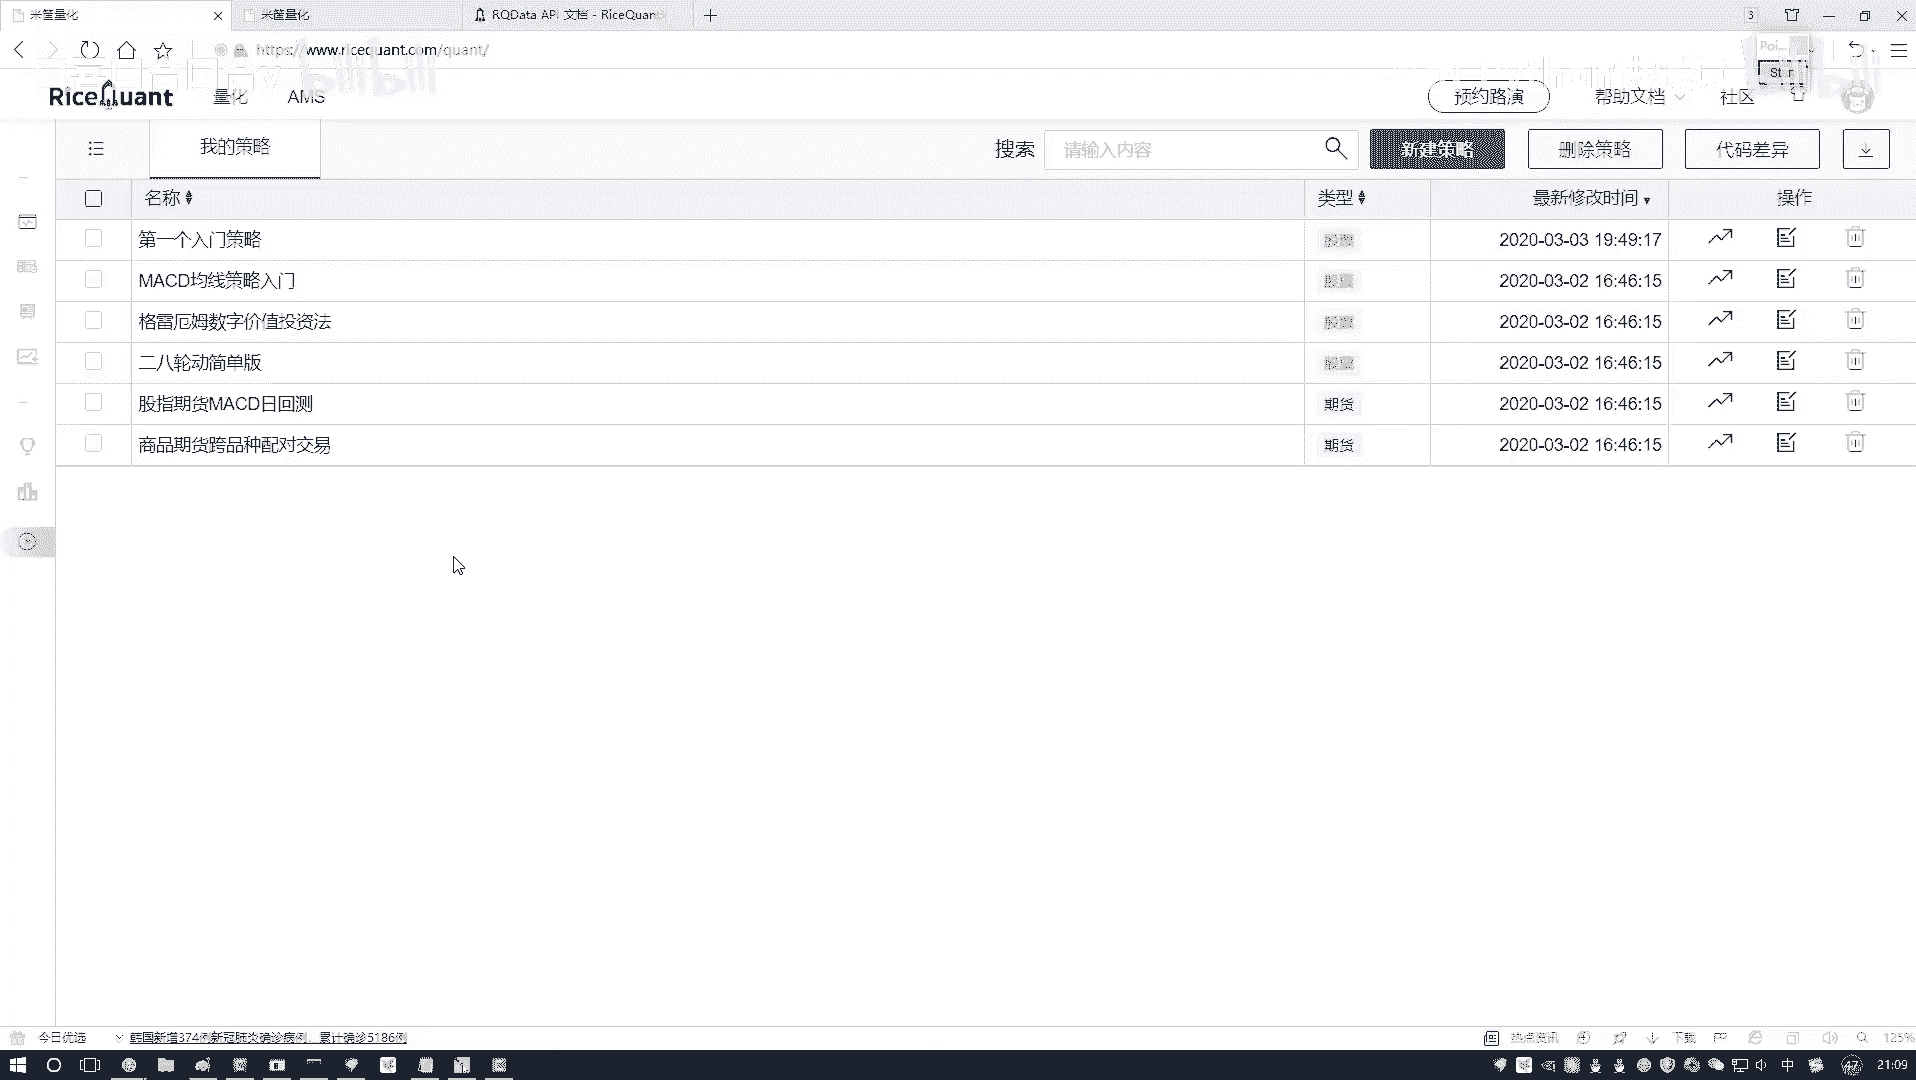 米筐量化
米筐量化
RQData API 文档 - RiceQuant
3
https://www.ricequant.com/quant/
Poi...
RiceQuant
量化
AMS
预约路演
帮助文档
社区
我的策略
搜索
请输入内容
新建策略
删除策略
代码差异
名称
类型
最新修改时间
操作
第一个入门策略
股票
2020-03-03 19:49:17
MACD均线策略入门
股票
2020-03-02 16:46:15
格雷厄姆数字价值投资法
股票
2020-03-02 16:46:15
二八轮动简单版
股票
2020-03-02 16:46:15
股指期货MACD日回测
期货
2020-03-02 16:46:15
商品期货跨品种配对交易
期货
2020-03-02 16:46:15
今日优选
韩国新增374例新冠肺炎确诊病例，累计确诊5186例
热点资讯
下载
125%
中
47
21:09